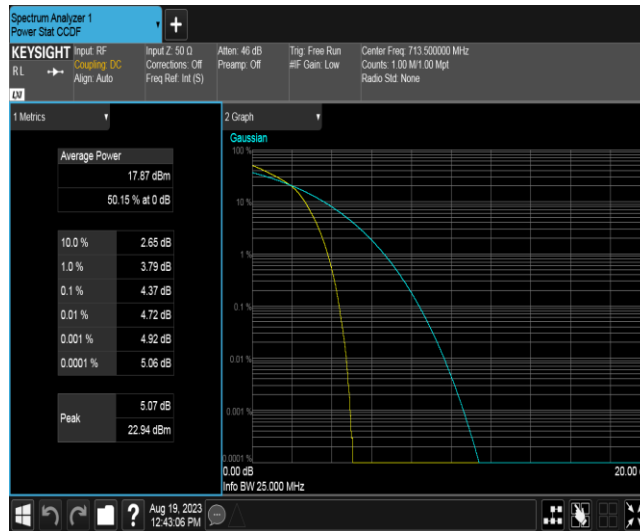 Spectrum Analyzer 1
Power Stat CCDF
+
KEYSIGHT
RL
LXI
Input: RF
Coupling: DC
Align: Auto
Input Z: 50 Ω
Corrections: Off
Freq Ref: Int (S)
Atten: 46 dB
Preamp: Off
Trig: Free Run
#IF Gain: Low
Center Freq: 713.500000 MHz
Counts: 1.00 M/1.00 Mpt
Radio Std: None
1 Metrics
Average Power
17.87 dBm
50.15 % at 0 dB
10.0 % 2.65 dB
1.0 % 3.79 dB
0.1 % 4.37 dB
0.01 % 4.72 dB
0.001 % 4.92 dB
0.0001 % 5.06 dB
Peak
5.07 dB
22.94 dBm
2 Graph
Gaussian
100 %
10 %
1 %
0.1 %
0.01 %
0.001 %
0.0001 %
0.00 dB
20.00
Info BW 25.000 MHz
?
Aug 19, 2023
12:43:06 PM